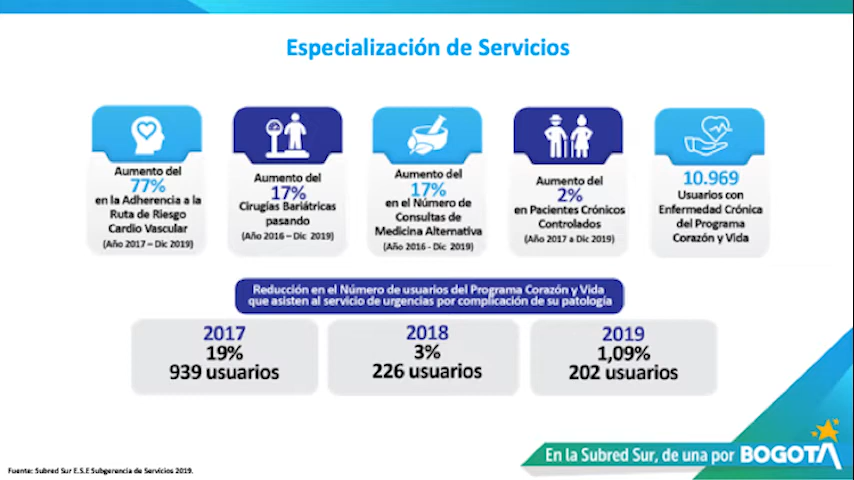 Especialización de Servicios
Aumento del
77%
en la Adherencia a la
Ruta de Riesgo
Cardio Vascular
(Año 2017 – Dic 2019)
Aumento del
17%
Cirugías Bariátricas
pasando
(Año 2016 – Dic 2019)
Aumento del
17%
en el Número de
Consultas de
Medicina Alternativa
(Año 2016 - Dic 2019)
Aumento del
2%
en Pacientes Crónicos
Controlados
(Año 2017 a Dic 2019)
10.969
Usuarios con
Enfermedad Crónica
del Programa
Corazón y Vida
Reducción en el Número de usuarios del Programa Corazón y Vida
que asisten al servicio de urgencias por complicación de su patología
2017
19%
939 usuarios
2018
3%
226 usuarios
2019
1,09%
202 usuarios
En la Subred Sur, de una por BOGOTÁ
Fuente: Subred Sur E.S.E Subgerencia de Servicios 2019.